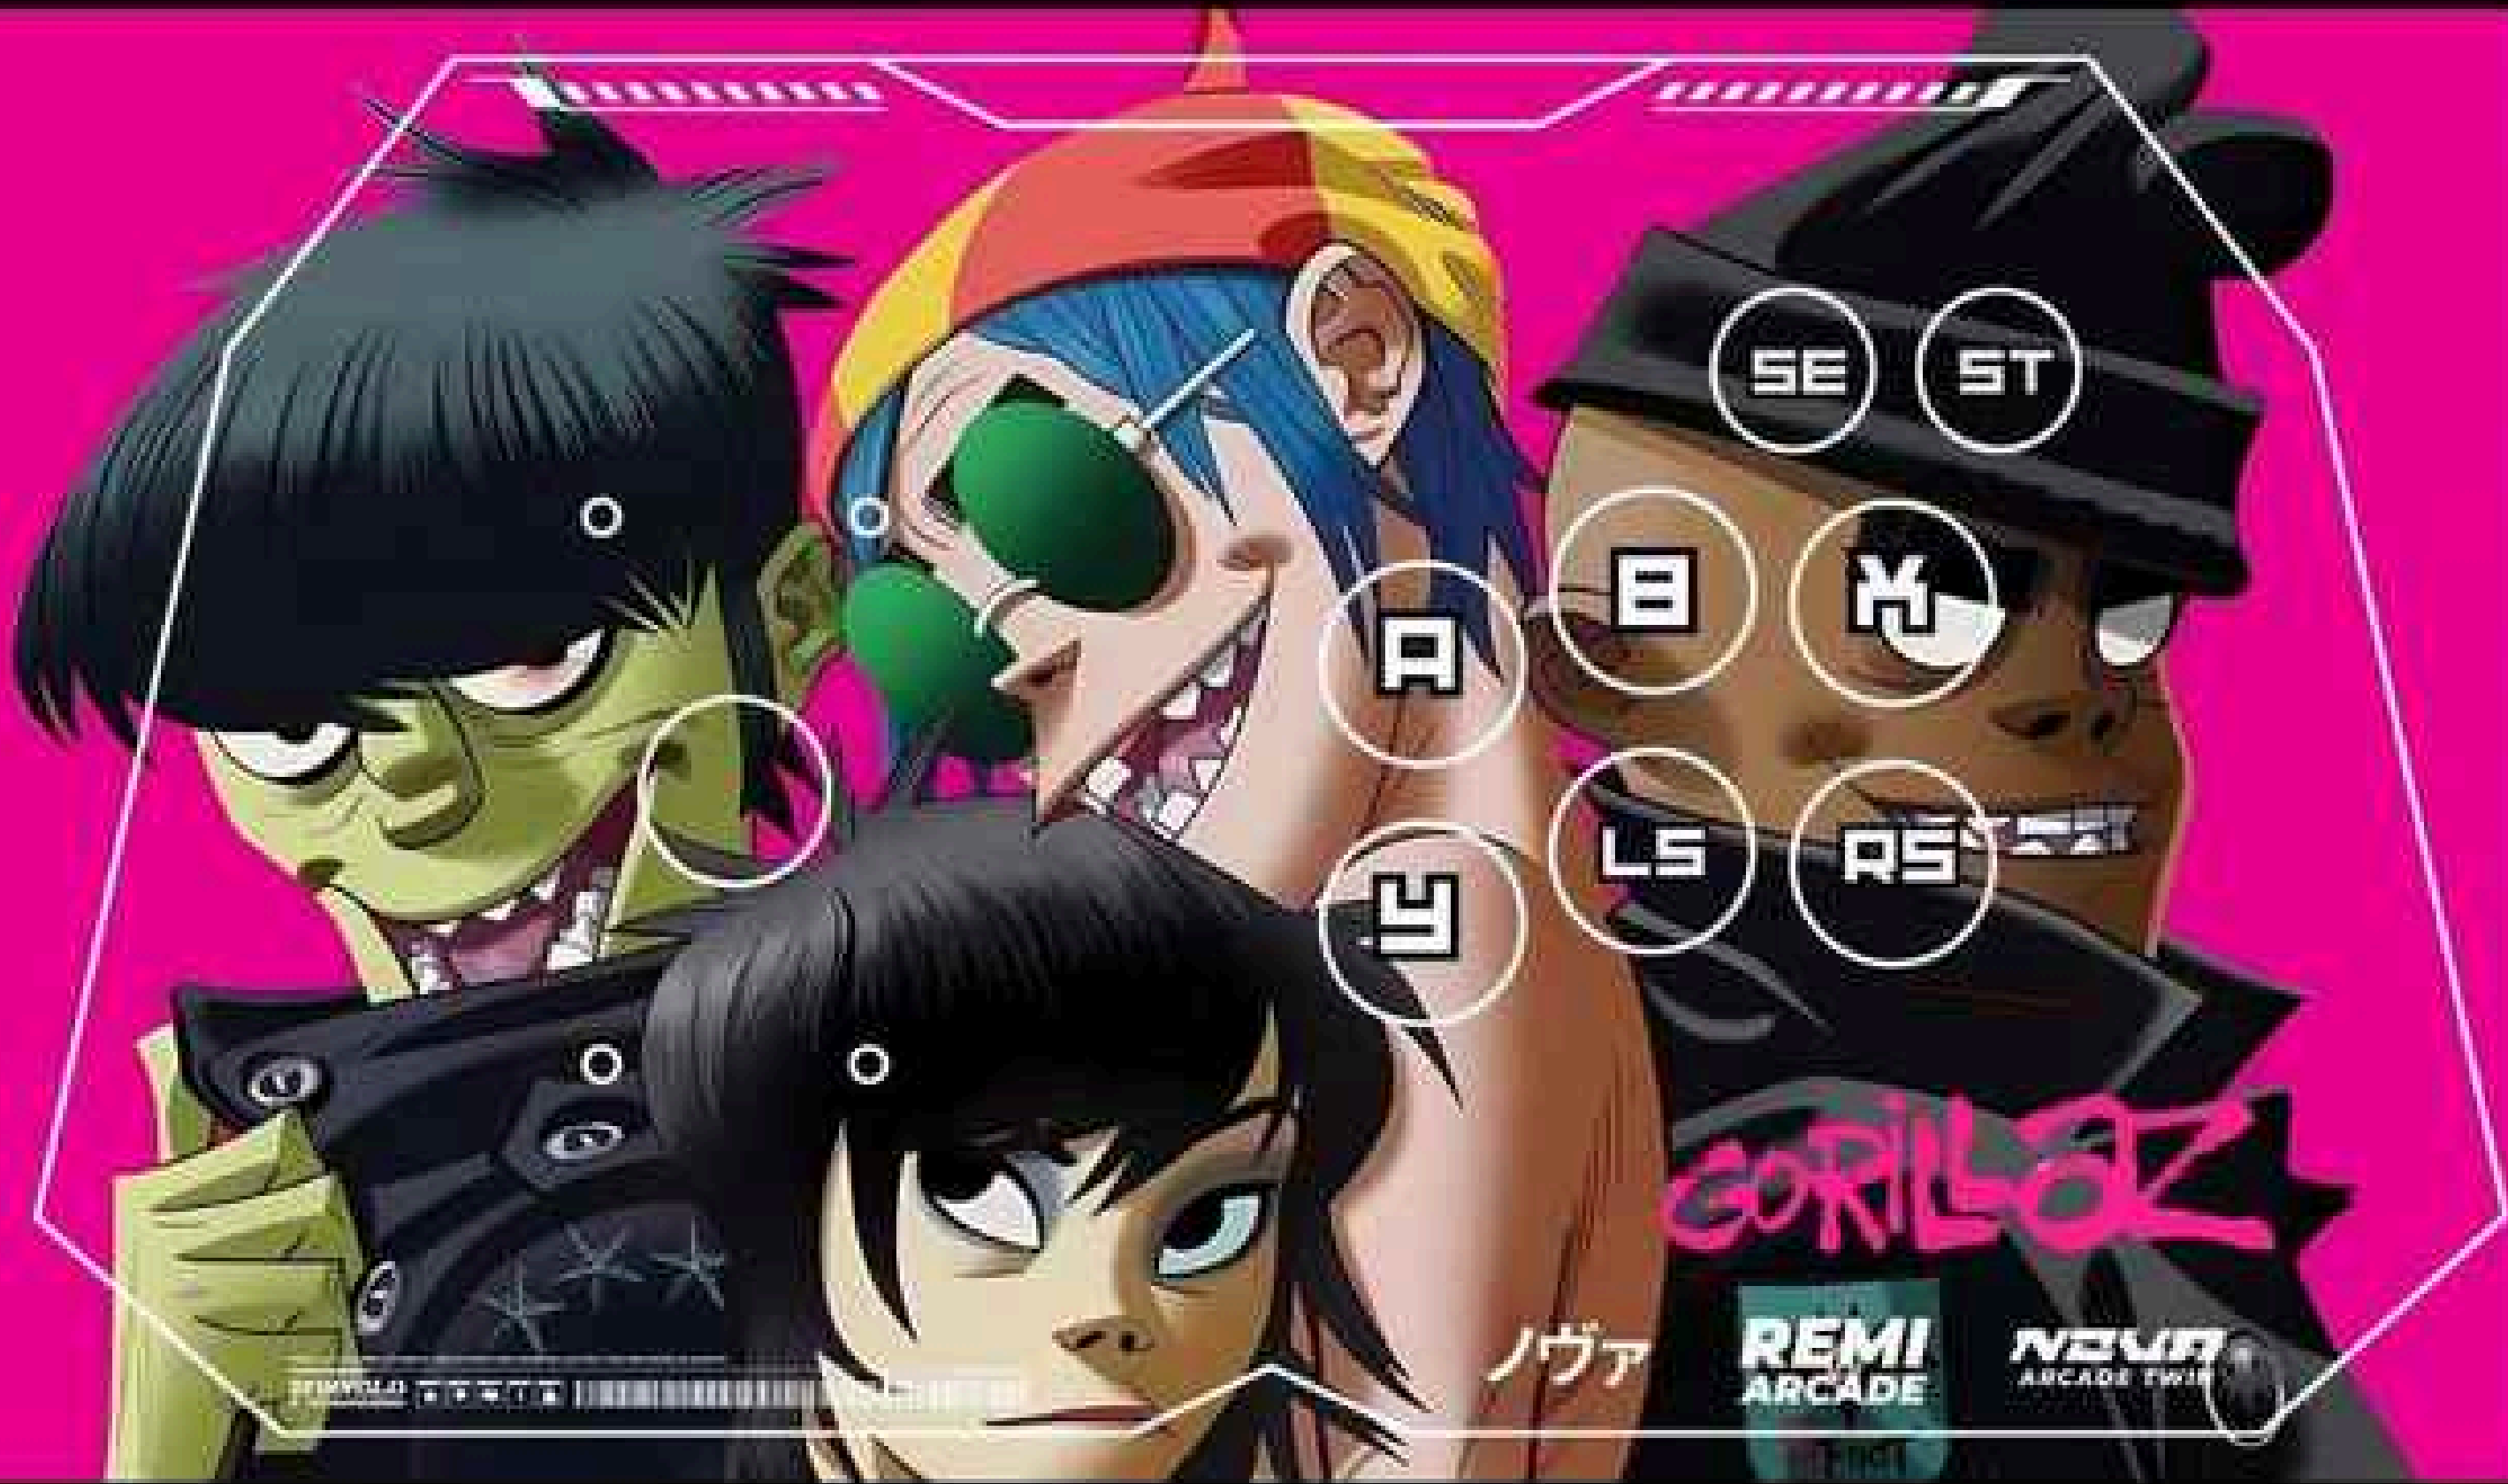 SE ST
A B X
Y LS RS
GORILLAZ
ノヴァ
REMI
ARCADE
NOVA
ARCADE TWIN